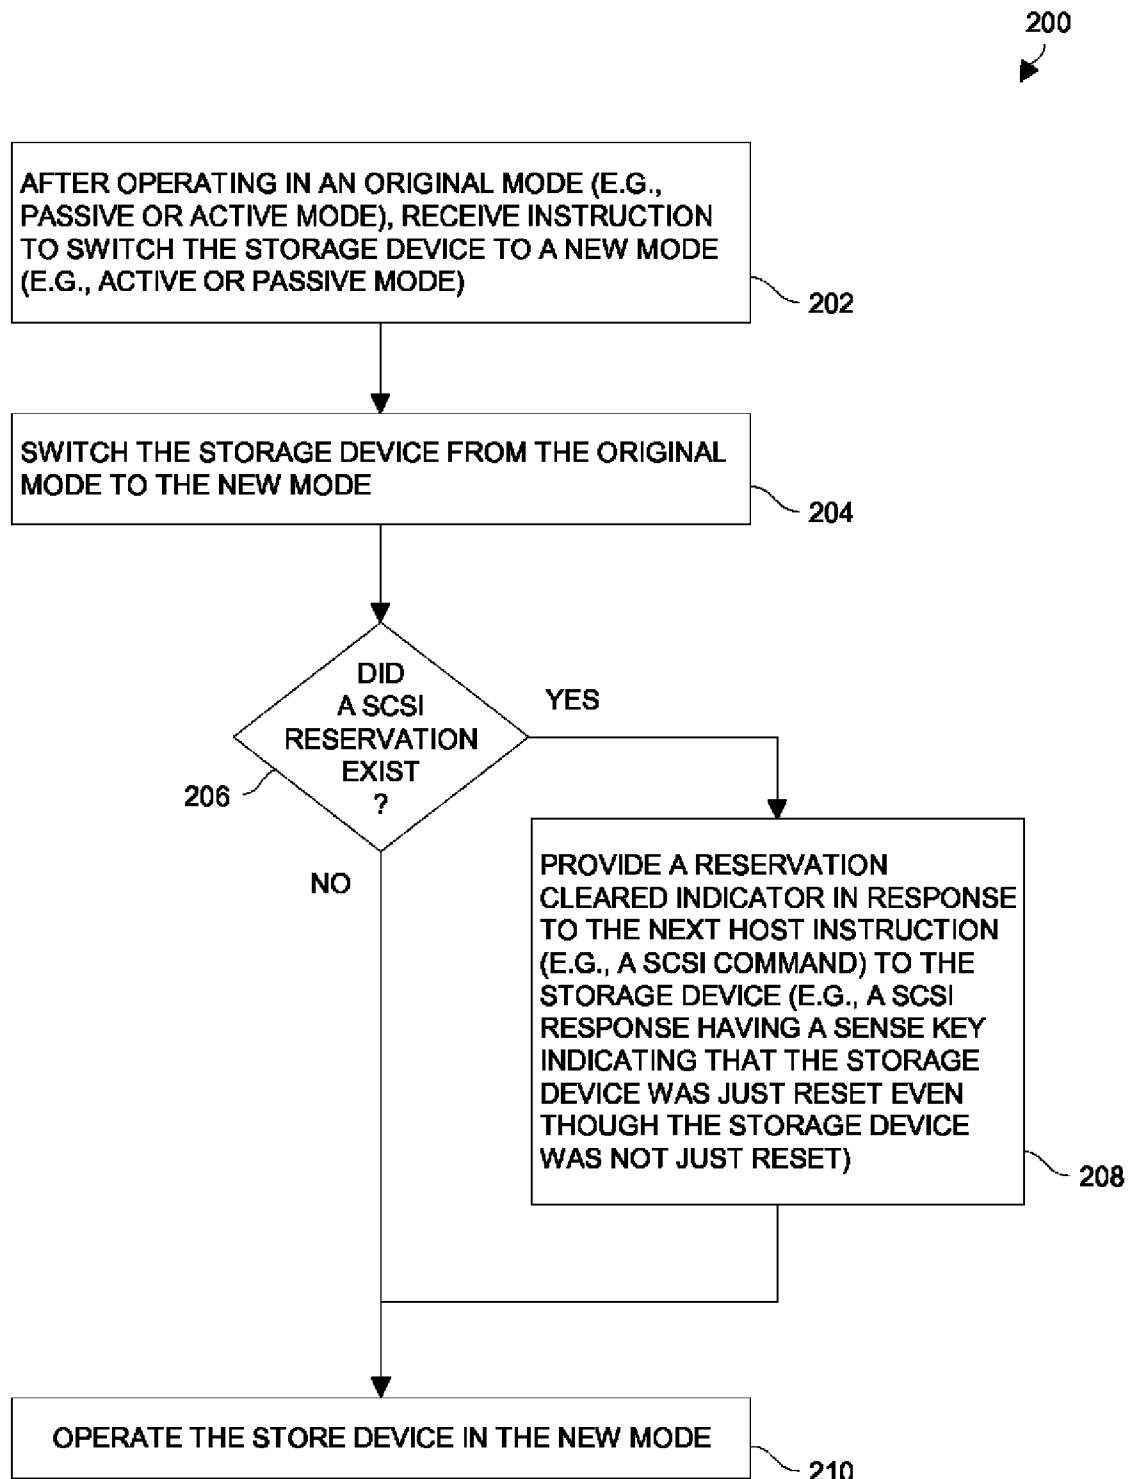 200
AFTER OPERATING IN AN ORIGINAL MODE (E.G.,
PASSIVE OR ACTIVE MODE), RECEIVE INSTRUCTION
TO SWITCH THE STORAGE DEVICE TO A NEW MODE
(E.G., ACTIVE OR PASSIVE MODE)
202
SWITCH THE STORAGE DEVICE FROM THE ORIGINAL
MODE TO THE NEW MODE
204
DID
A SCSI
RESERVATION
EXIST
?
206
YES
NO
PROVIDE A RESERVATION
CLEARED INDICATOR IN RESPONSE
TO THE NEXT HOST INSTRUCTION
(E.G., A SCSI COMMAND) TO THE
STORAGE DEVICE (E.G., A SCSI
RESPONSE HAVING A SENSE KEY
INDICATING THAT THE STORAGE
DEVICE WAS JUST RESET EVEN
THOUGH THE STORAGE DEVICE
WAS NOT JUST RESET)
208
OPERATE THE STORE DEVICE IN THE NEW MODE
210